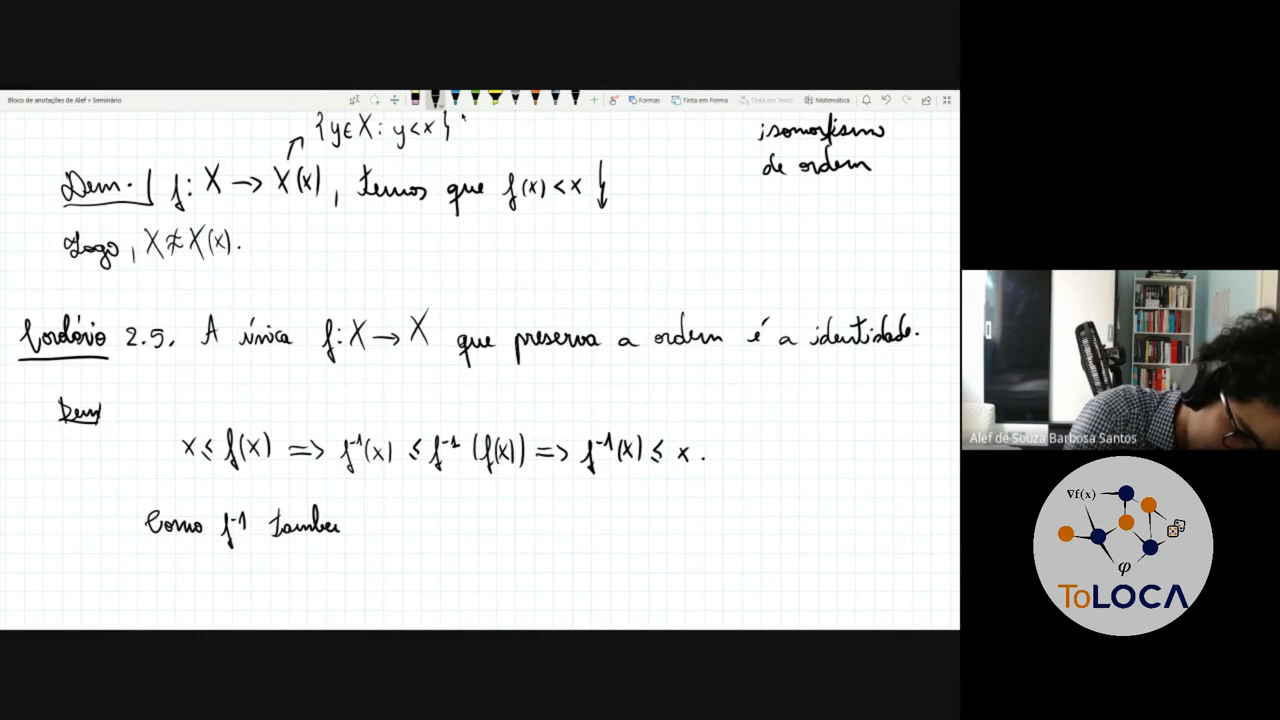 Bloco de anotações de Alef » Seminário
Formas
Tinta em Forma
Tinta em Texto
Matemática
{y ∈ X : y < x}
isomorfismo
de ordem
Dem. | f: X → X(x), temos que f(x) < x ↯
Logo, X ≉ X(x).
Corolário 2.5. A única f: X → X que preserva a ordem é a identidade.
Dem
x ≤ f(x) => f⁻¹(x) ≤ f⁻¹(f(x)) => f⁻¹(x) ≤ x.
Como f⁻¹ tambe
Alef de Souza Barbosa Santos
∇f(x)
φ
ToLOCA